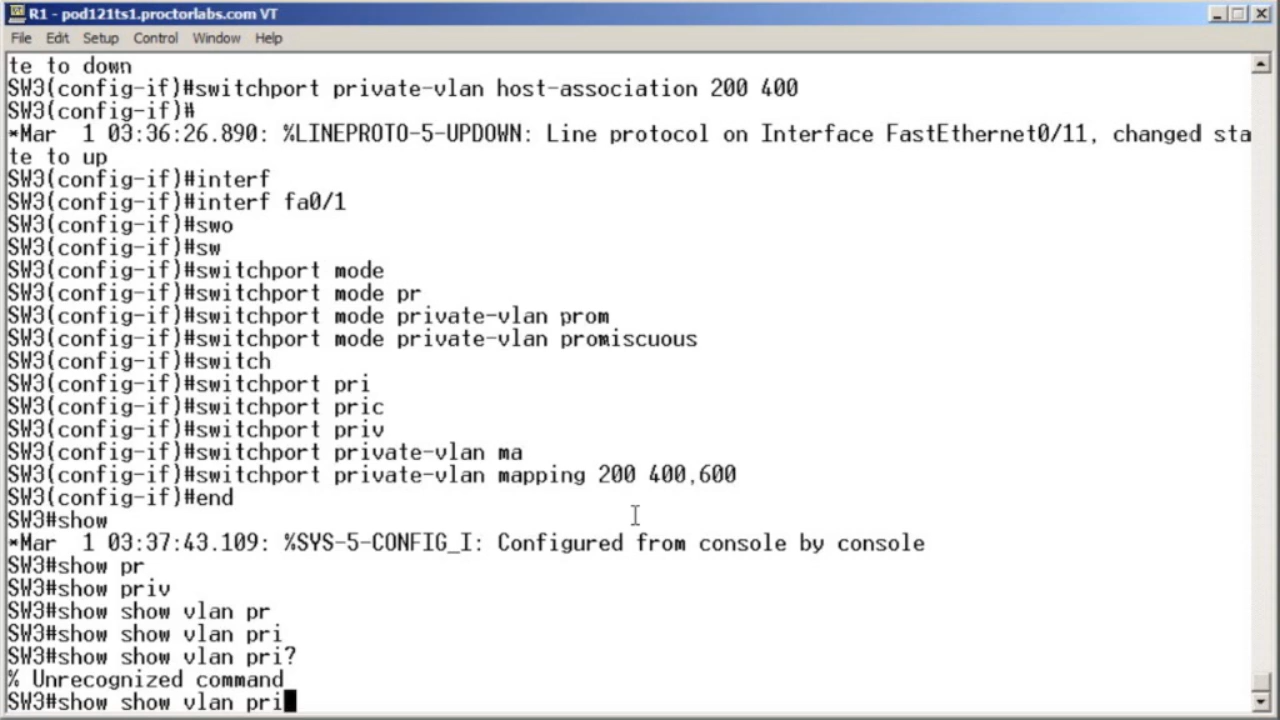 R1 - pod121ts1.proctorlabs.com VT
File Edit Setup Control Window Help
te to down
SW3(config-if)#switchport private-vlan host-association 200 400
SW3(config-if)#
*Mar  1 03:36:26.890: %LINEPROTO-5-UPDOWN: Line protocol on Interface FastEthernet0/11, changed sta
te to up
SW3(config-if)#interf
SW3(config-if)#interf fa0/1
SW3(config-if)#swo
SW3(config-if)#sw
SW3(config-if)#switchport mode
SW3(config-if)#switchport mode pr
SW3(config-if)#switchport mode private-vlan prom
SW3(config-if)#switchport mode private-vlan promiscuous
SW3(config-if)#switch
SW3(config-if)#switchport pri
SW3(config-if)#switchport pric
SW3(config-if)#switchport priv
SW3(config-if)#switchport private-vlan ma
SW3(config-if)#switchport private-vlan mapping 200 400,600
SW3(config-if)#end
SW3#show
*Mar  1 03:37:43.109: %SYS-5-CONFIG_I: Configured from console by console
SW3#show pr
SW3#show priv
SW3#show show vlan pr
SW3#show show vlan pri
SW3#show show vlan pri?
% Unrecognized command
SW3#show show vlan pri